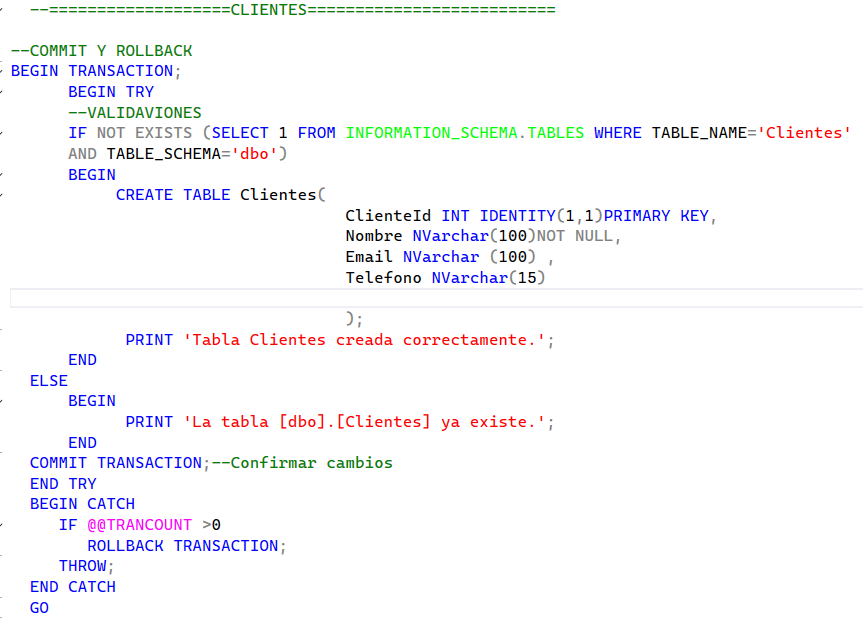 --===================CLIENTES==========================
--COMMIT Y ROLLBACK
BEGIN TRANSACTION;
BEGIN TRY
--VALIDAVIONES
IF NOT EXISTS (SELECT 1 FROM INFORMATION_SCHEMA.TABLES WHERE TABLE_NAME='Clientes'
AND TABLE_SCHEMA='dbo')
BEGIN
CREATE TABLE Clientes(
ClienteId INT IDENTITY(1,1)PRIMARY KEY,
Nombre NVarchar(100)NOT NULL,
Email NVarchar (100) ,
Telefono NVarchar(15)
);
PRINT 'Tabla Clientes creada correctamente.';
END
ELSE
BEGIN
PRINT 'La tabla [dbo].[Clientes] ya existe.';
END
COMMIT TRANSACTION;--Confirmar cambios
END TRY
BEGIN CATCH
IF @@TRANCOUNT >0
ROLLBACK TRANSACTION;
THROW;
END CATCH
GO